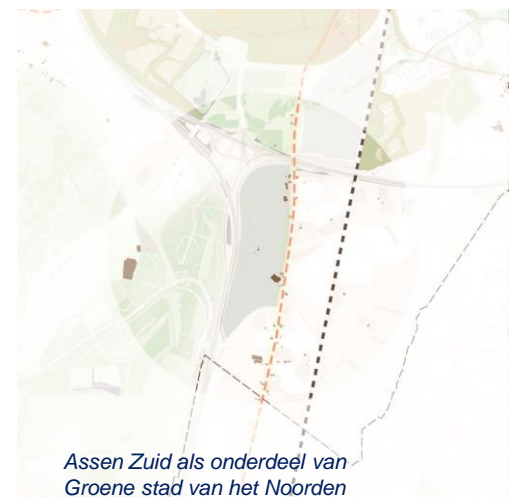 Assen Zuid als onderdeel van
Groene stad van het Noorden